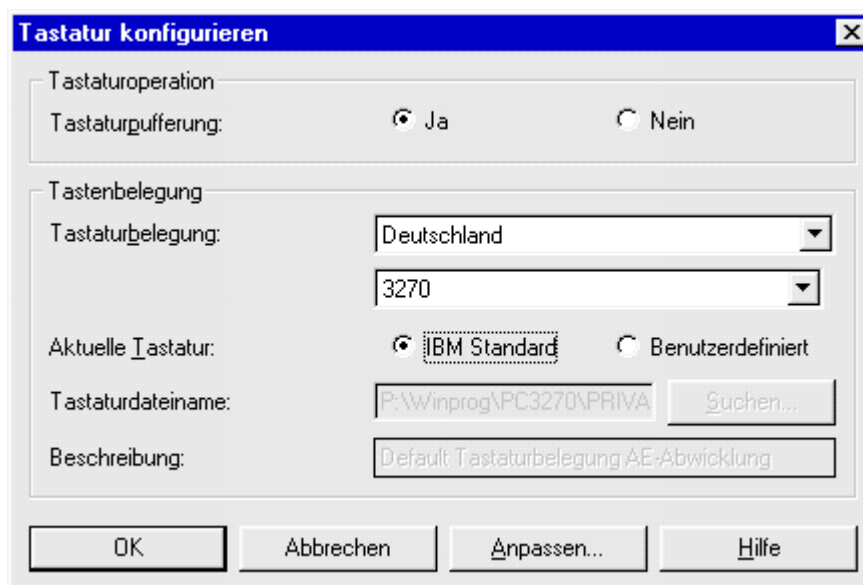 Tastatur konfigurieren
Tastaturoperation
Tastaturpufferung: Ja Nein
Tastenbelegung
Tastaturbelegung: Deutschland
3270
Aktuelle Tastatur: IBM Standard Benutzerdefiniert
Tastaturdateiname: P:\Winprog\PC3270\PRIVA Suchen...
Beschreibung: Default Tastaturbelegung AE-Abwicklung
OK Abbrechen Anpassen... Hilfe